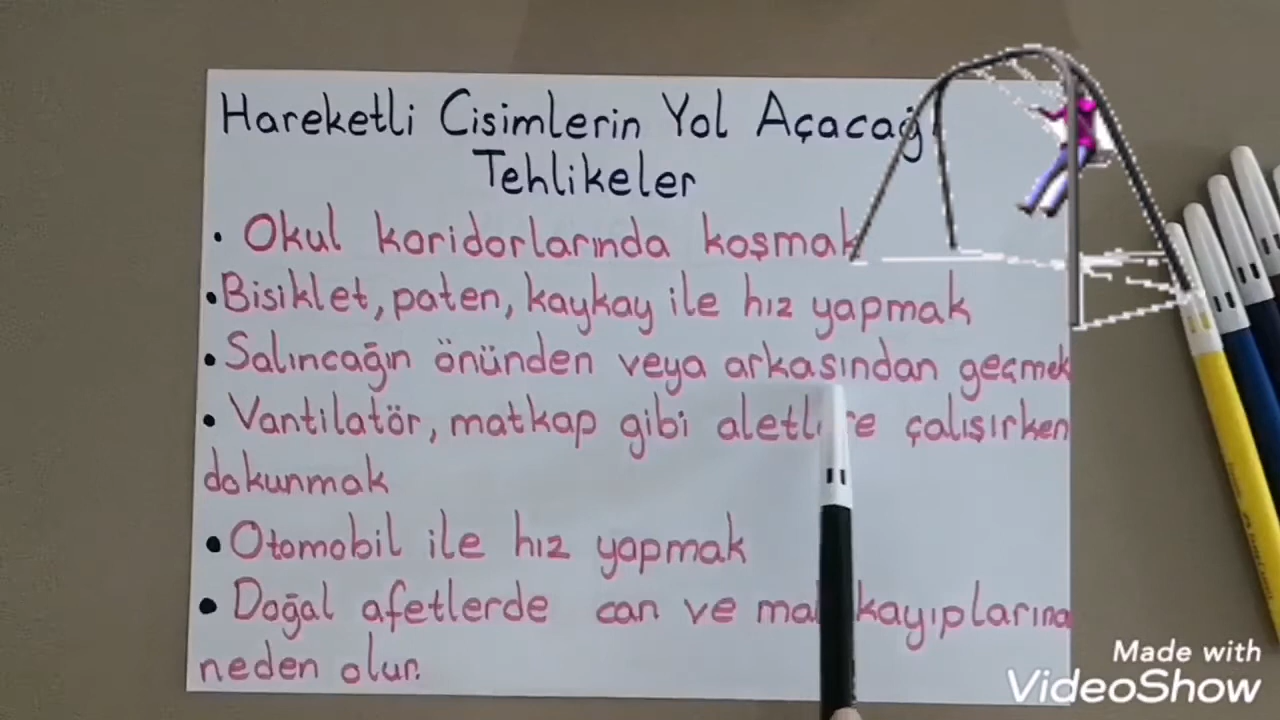 Hareketli Cisimlerin Yol Açacağı
Tehlikeler
• Okul koridorlarında koşmak
• Bisiklet, paten, kaykay ile hız yapmak
• Salıncağın önünden veya arkasından geçmek
• Vantilatör, matkap gibi aletlere çalışırken
dokunmak
• Otomobil ile hız yapmak
• Doğal afetlerde can ve mal kayıplarına
neden olur.
Made with
VideoShow